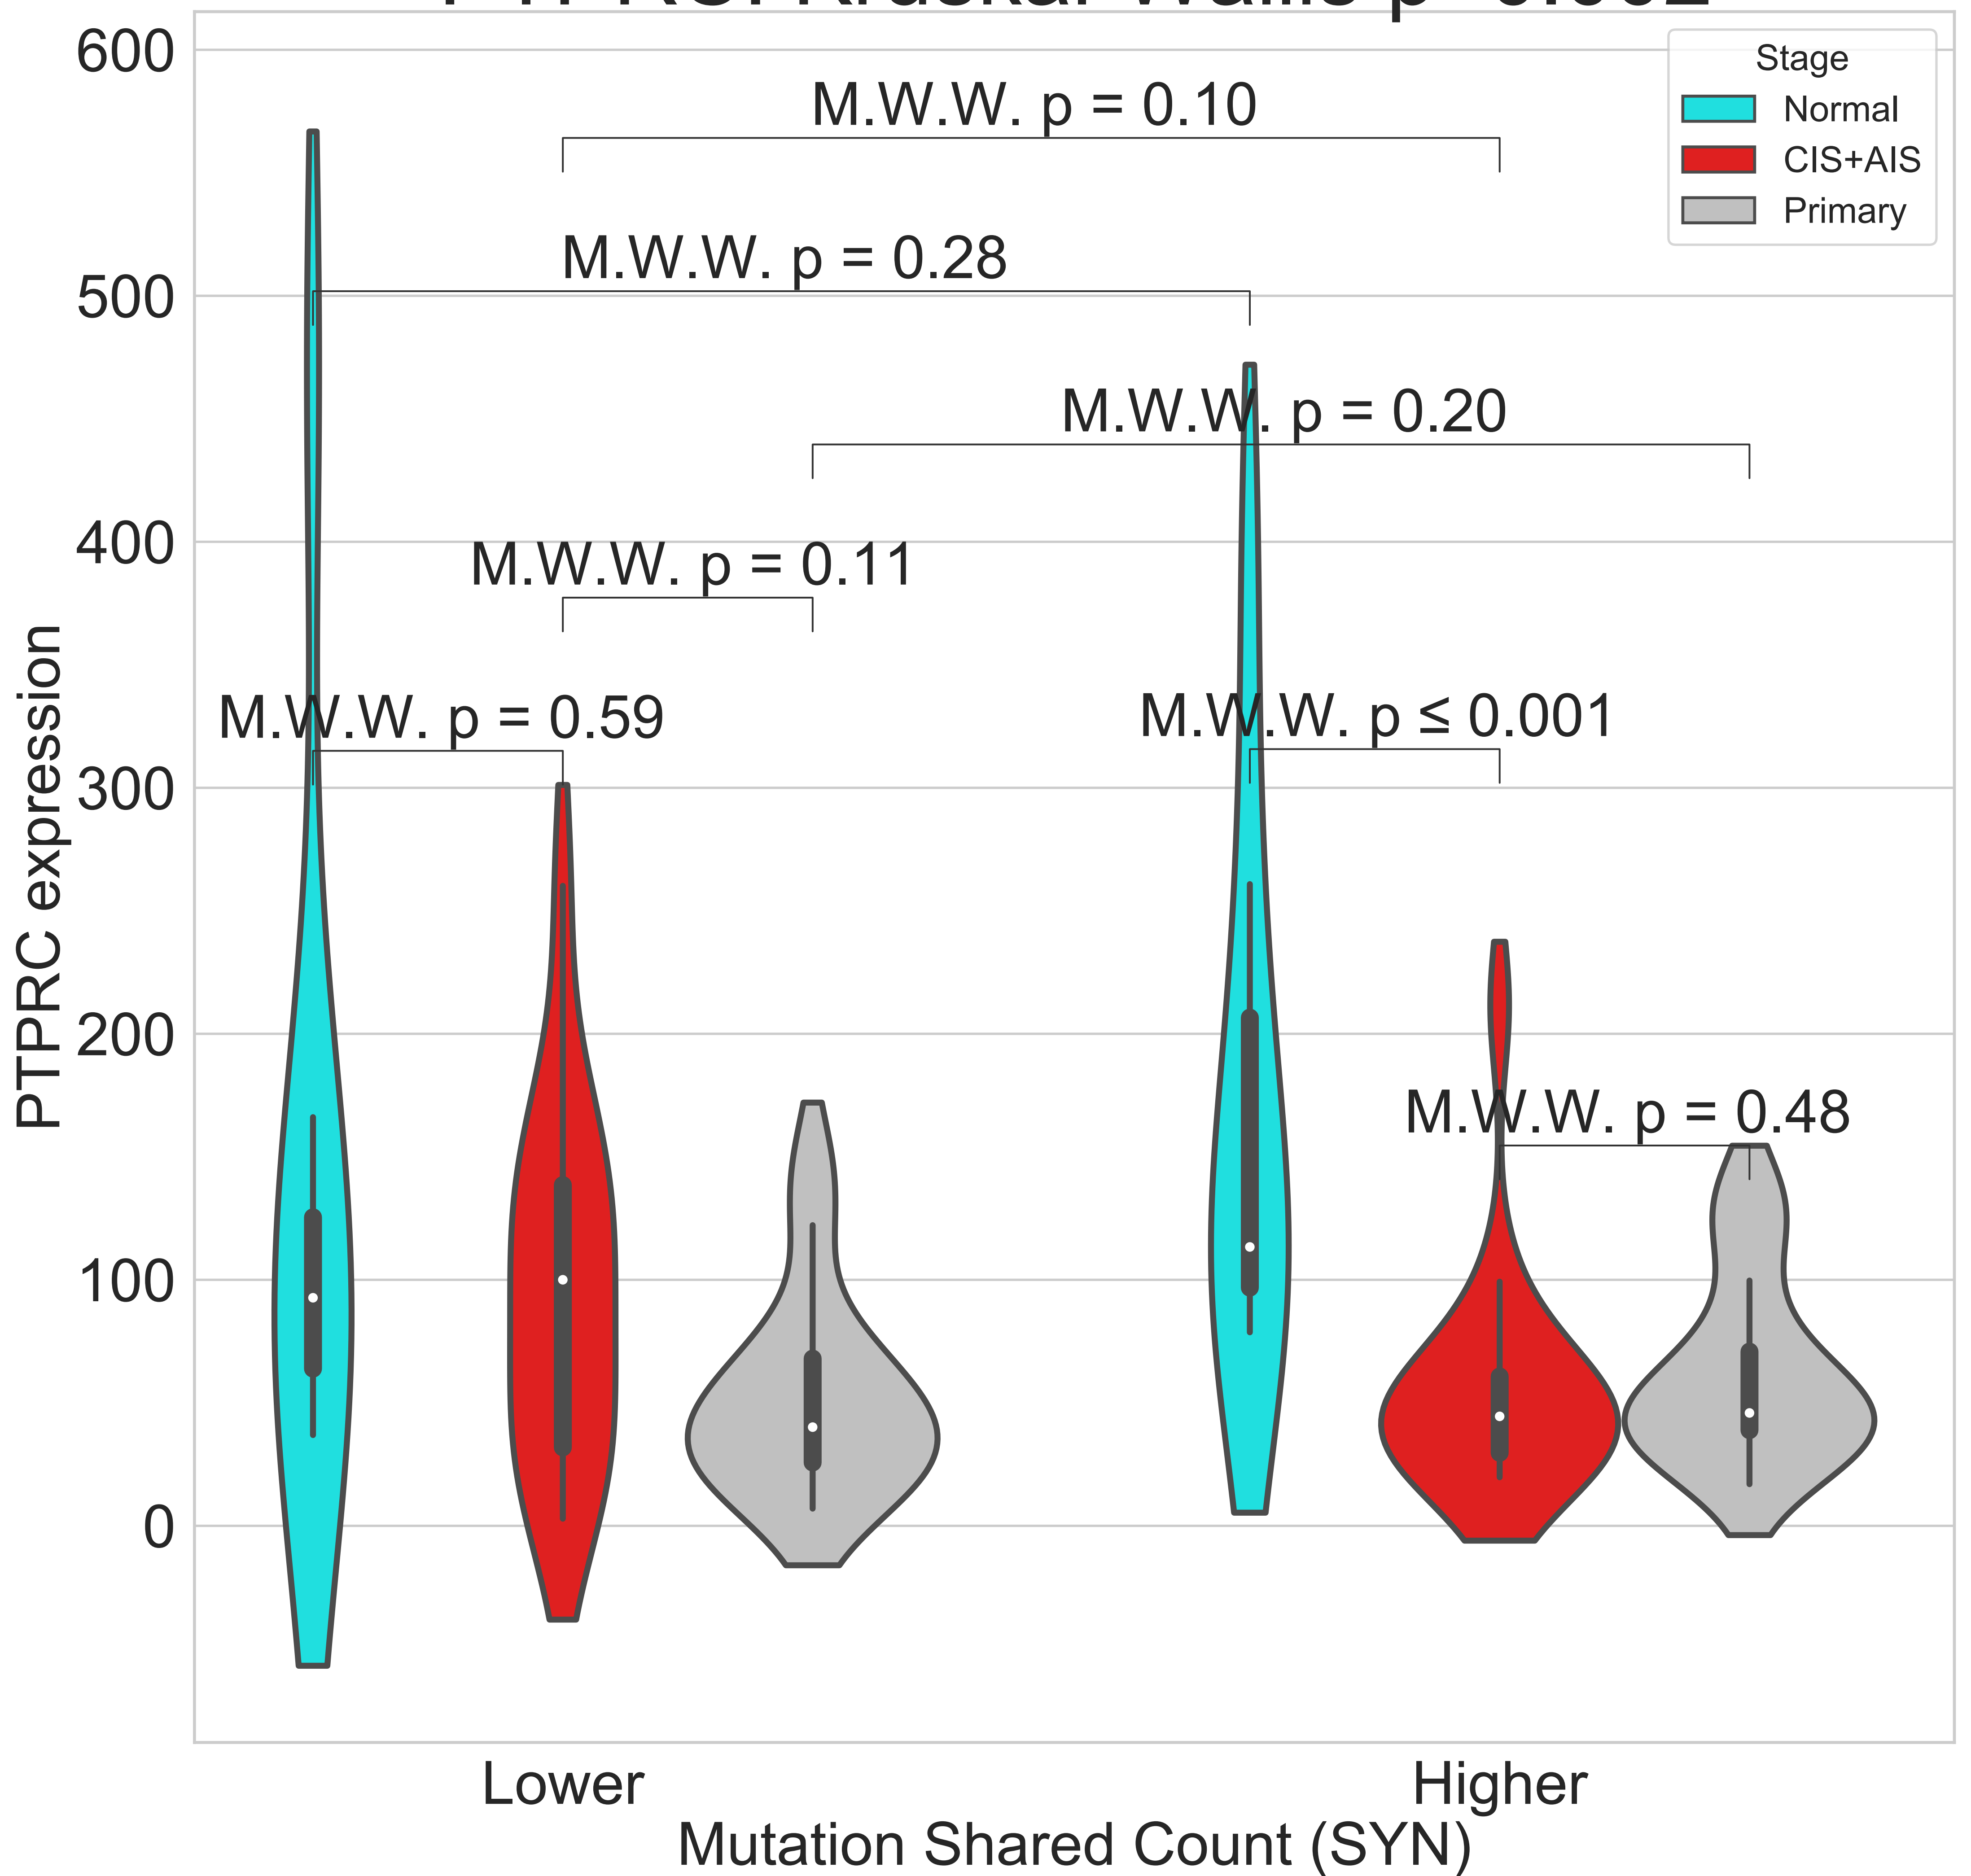 600
Stage
Normal
CIS+AIS
Primary
M.W.W. p = 0.10
M.W.W. p = 0.28
500
M.W.W. p = 0.20
400
M.W.W. p = 0.11
M.W.W. p = 0.59
M.W.W. p ≤ 0.001
300
PTPRC expression
200
M.W.W. p = 0.48
100
0
Lower
Higher
Mutation Shared Count (SYN)